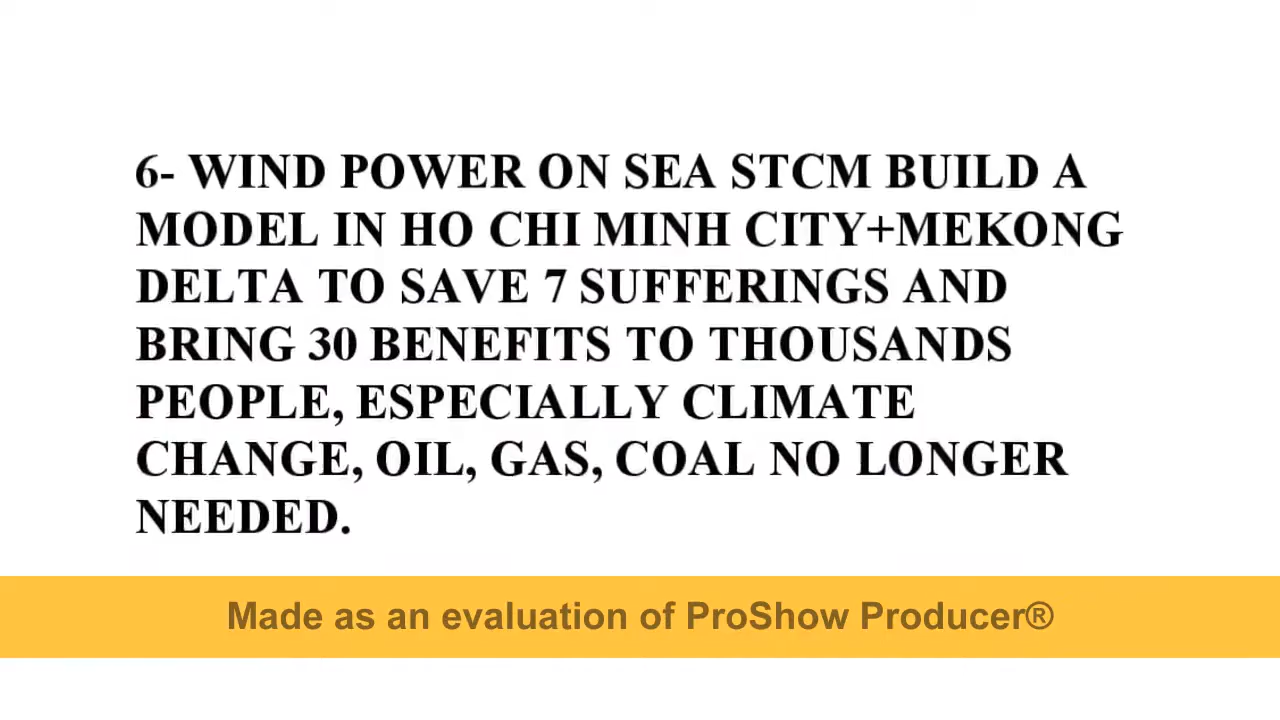 6- WIND POWER ON SEA STCM BUILD A
MODEL IN HO CHI MINH CITY+MEKONG
DELTA TO SAVE 7 SUFFERINGS AND
BRING 30 BENEFITS TO THOUSANDS
PEOPLE, ESPECIALLY CLIMATE
CHANGE, OIL, GAS, COAL NO LONGER
NEEDED.
Made as an evaluation of ProShow Producer®